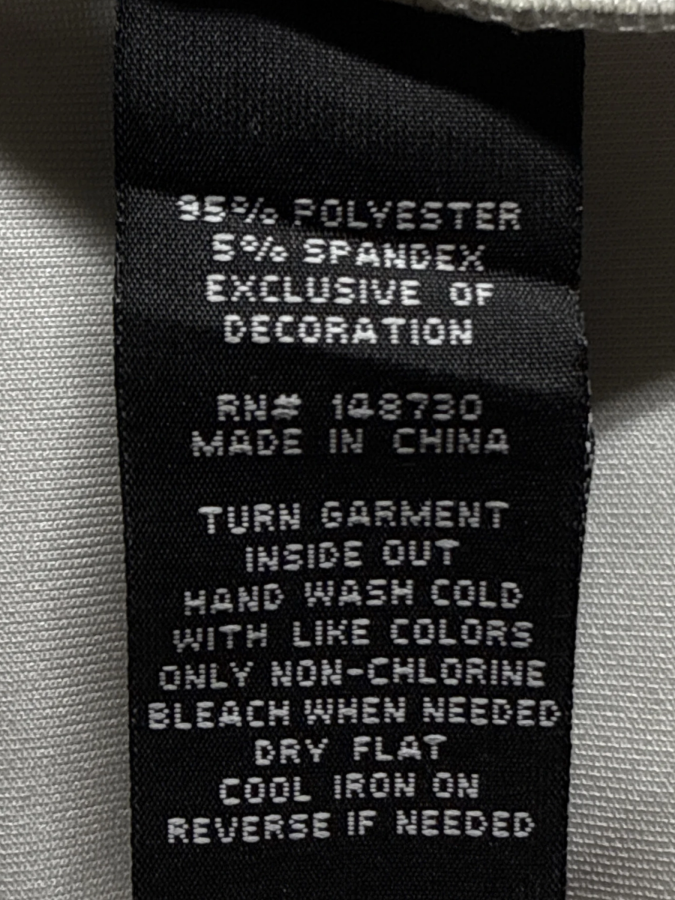 95% POLYESTER
5% SPANDEX
EXCLUSIVE OF
DECORATION
RN# 148730
MADE IN CHINA
TURN GARMENT
INSIDE OUT
HAND WASH COLD
WITH LIKE COLORS
ONLY NON-CHLORINE
BLEACH WHEN NEEDED
DRY FLAT
COOL IRON ON
REVERSE IF NEEDED